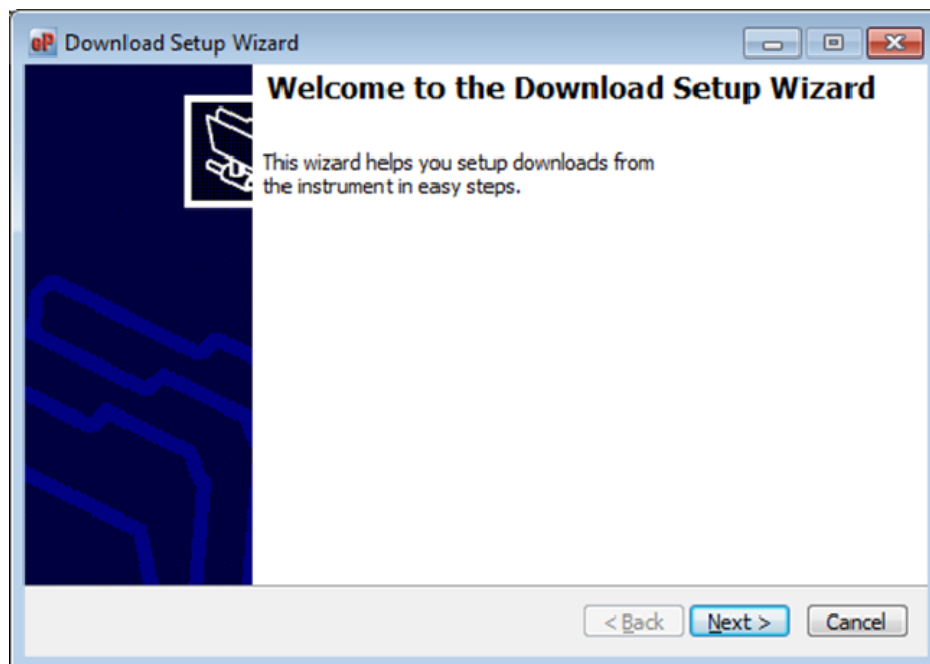 eP Download Setup Wizard
Welcome to the Download Setup Wizard
This wizard helps you setup downloads from
the instrument in easy steps.
< Back Next > Cancel